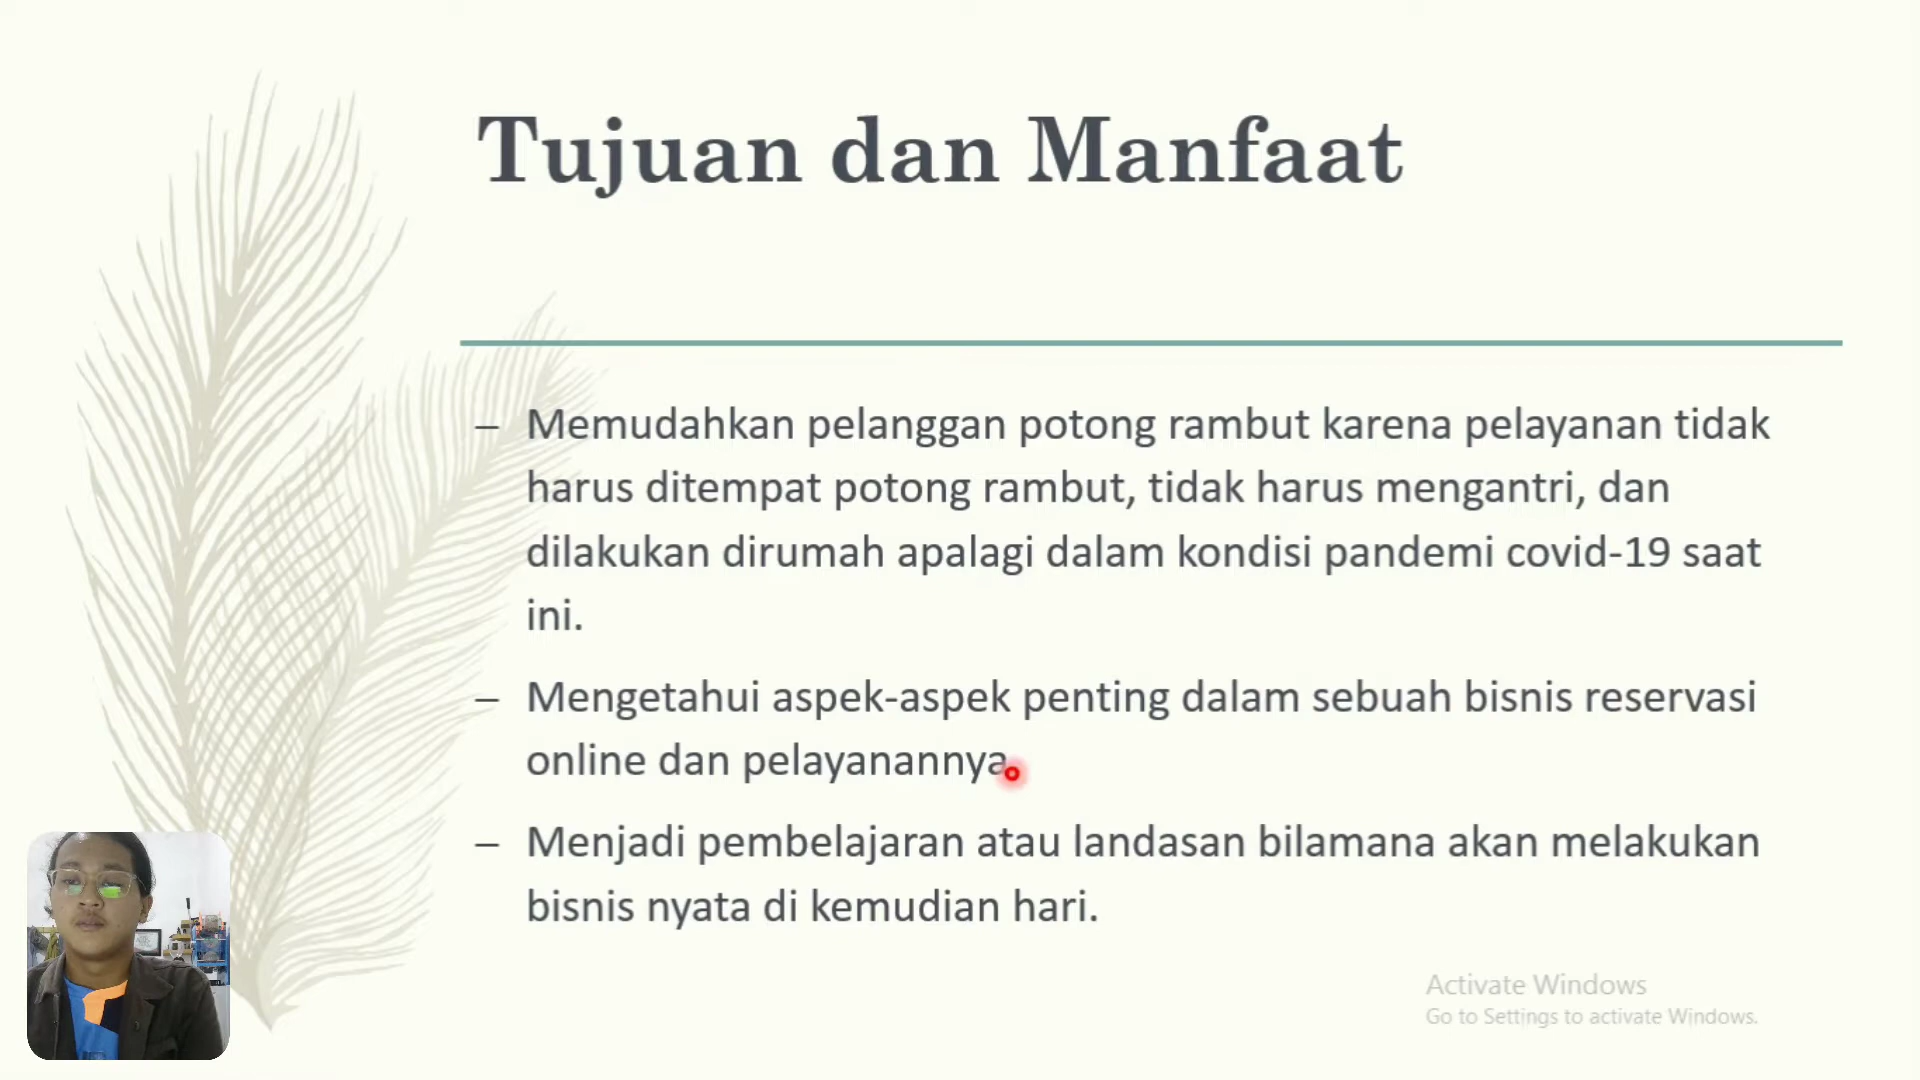 Tujuan dan Manfaat
– Memudahkan pelanggan potong rambut karena pelayanan tidak
harus ditempat potong rambut, tidak harus mengantri, dan
dilakukan dirumah apalagi dalam kondisi pandemi covid-19 saat
ini.
– Mengetahui aspek-aspek penting dalam sebuah bisnis reservasi
online dan pelayanannya.
– Menjadi pembelajaran atau landasan bilamana akan melakukan
bisnis nyata di kemudian hari.
Activate Windows
Go to Settings to activate Windows.